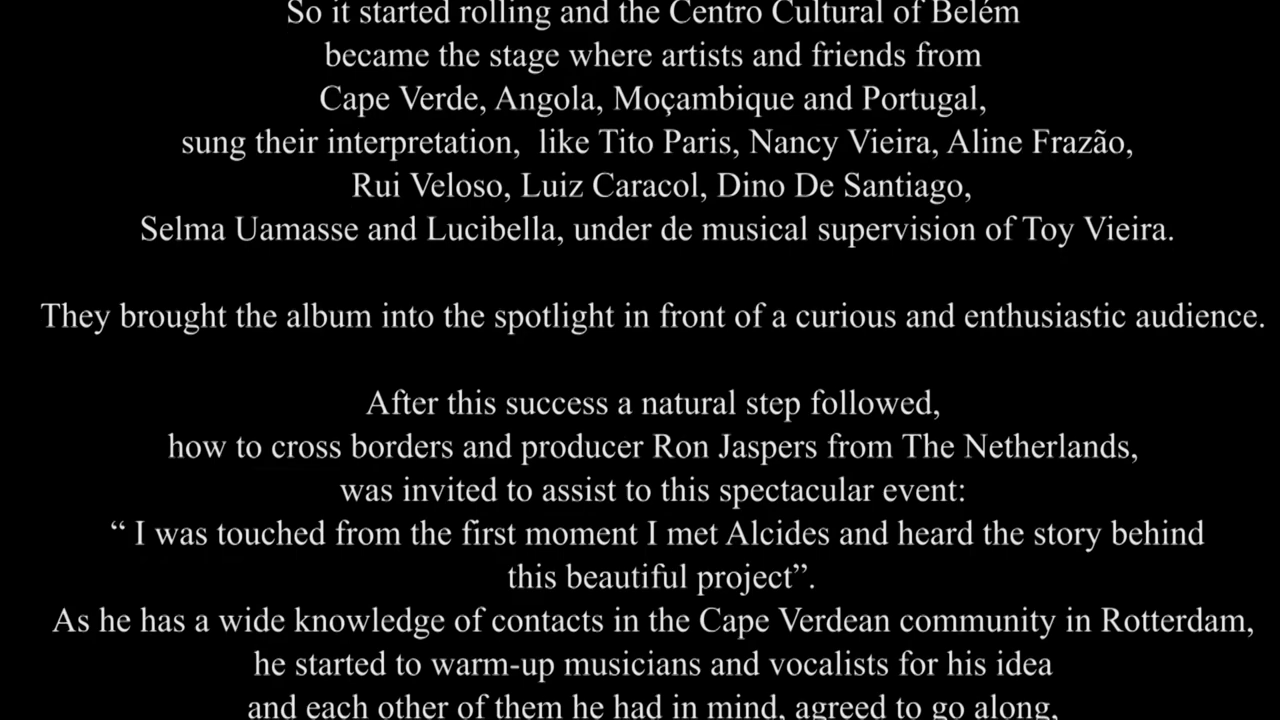 So it started rolling and the Centro Cultural of Belém
became the stage where artists and friends from
Cape Verde, Angola, Moçambique and Portugal,
sung their interpretation,  like Tito Paris, Nancy Vieira, Aline Frazão,
Rui Veloso, Luiz Caracol, Dino De Santiago,
Selma Uamasse and Lucibella, under de musical supervision of Toy Vieira.
They brought the album into the spotlight in front of a curious and enthusiastic audience.
After this success a natural step followed,
how to cross borders and producer Ron Jaspers from The Netherlands,
was invited to assist to this spectacular event:
“ I was touched from the first moment I met Alcides and heard the story behind
this beautiful project”.
As he has a wide knowledge of contacts in the Cape Verdean community in Rotterdam,
he started to warm-up musicians and vocalists for his idea
and each other of them he had in mind, agreed to go along,